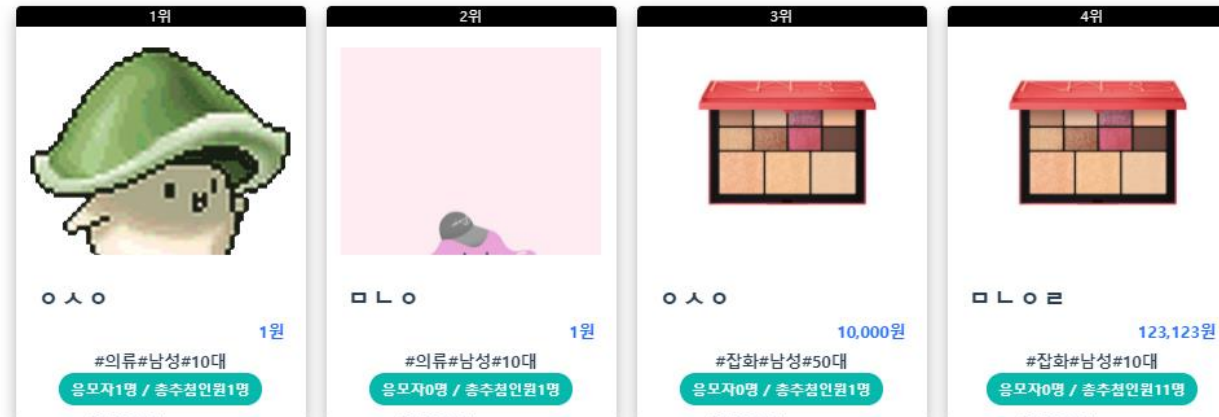 1위
ㅇㅅㅇ
1원
#의류#남성#10대
응모자1명 / 총추첨인원1명
2위
ㅁㄴㅇ
1원
#의류#남성#10대
응모자0명 / 총추첨인원1명
3위
ㅇㅅㅇ
10,000원
#잡화#남성#50대
응모자0명 / 총추첨인원1명
4위
ㅁㄴㅇㄹ
123,123원
#잡화#남성#10대
응모자0명 / 총추첨인원11명